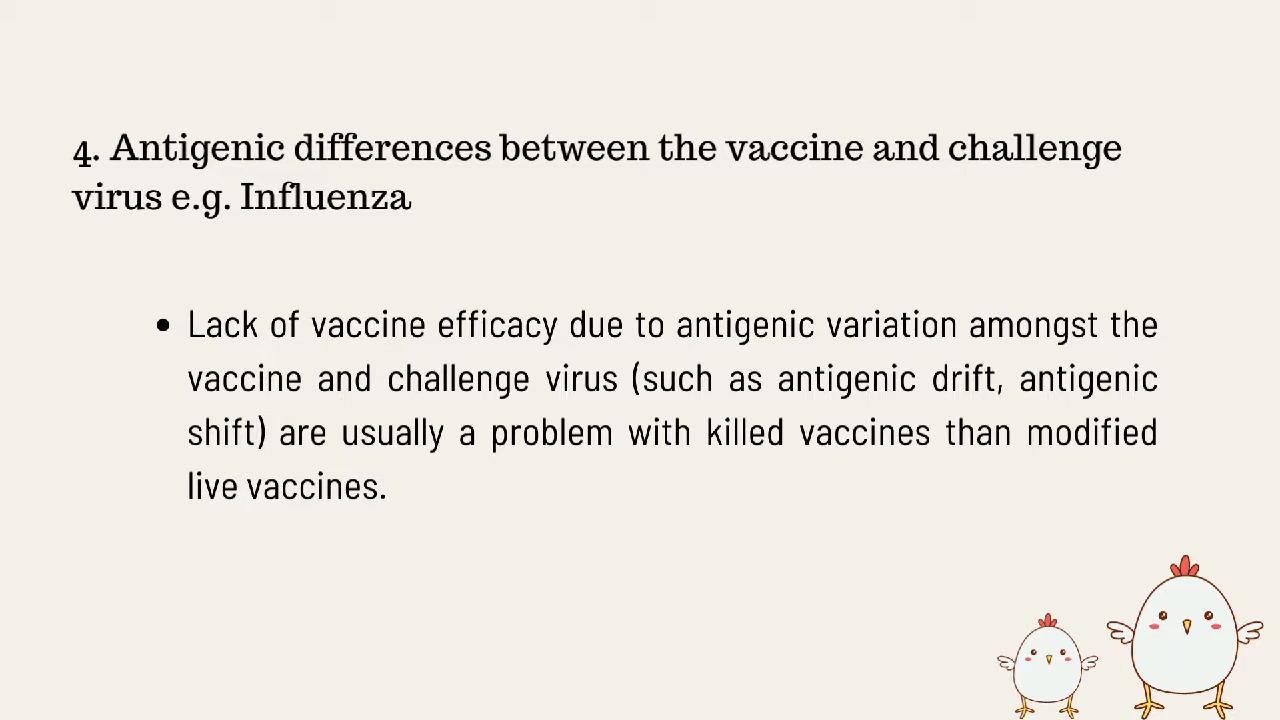 4. Antigenic differences between the vaccine and challenge
virus e.g. Influenza
• Lack of vaccine efficacy due to antigenic variation amongst the
vaccine and challenge virus (such as antigenic drift, antigenic
shift) are usually a problem with killed vaccines than modified
live vaccines.